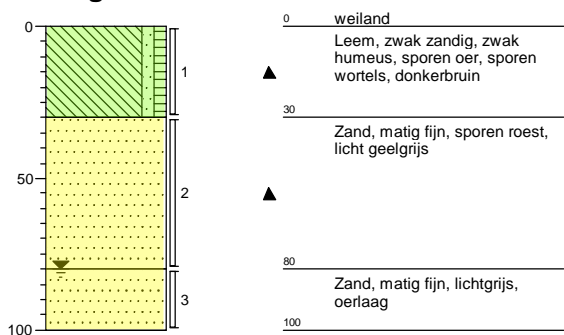 0
50
100
1
2
3
0 weiland
Leem, zwak zandig, zwak
humeus, sporen oer, sporen
wortels, donkerbruin
30
Zand, matig fijn, sporen roest,
licht geelgrijs
80
Zand, matig fijn, lichtgrijs,
oerlaag
100